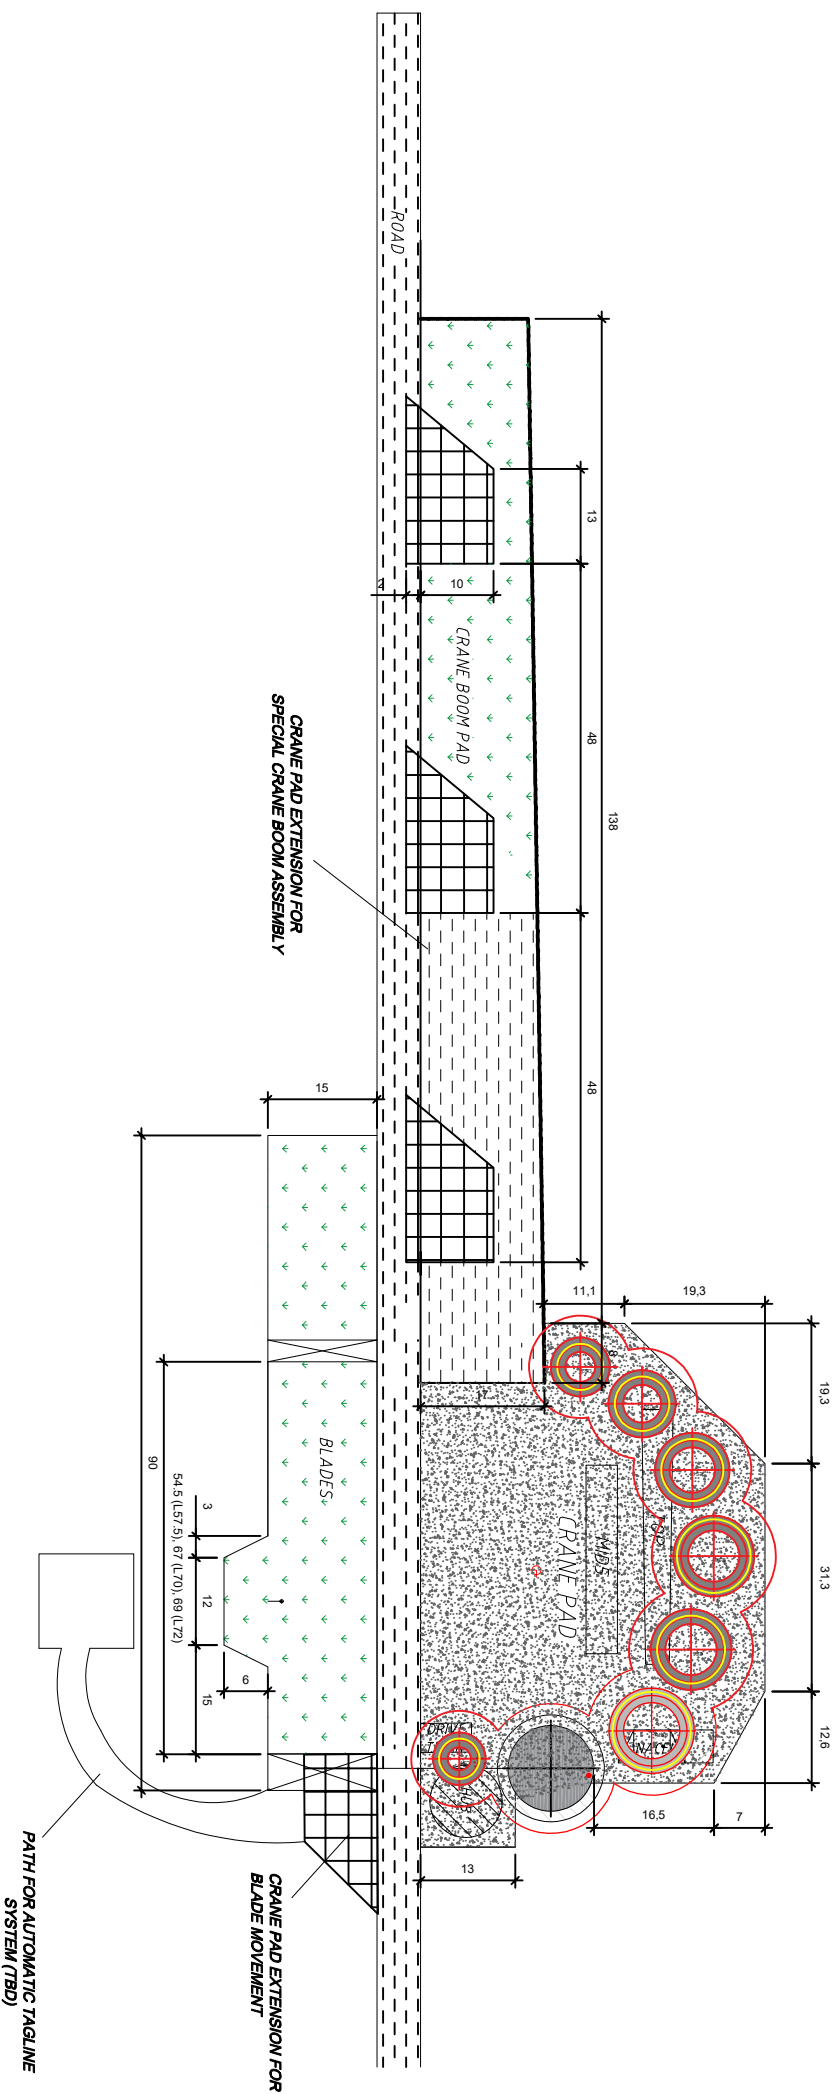 ROAD
138
13
2
10
CRANE BOOM PAD
48
CRANE PAD EXTENSION FOR
SPECIAL CRANE BOOM ASSEMBLY
48
15
11,1
19,3
19,3
8
17
BLADES
90
54.5 (L57.5), 67 (L70), 69 (L72)
3
12
15
6
MID5
CRANE PAD
31,3
12,6
16,5
7
13
HUB
CRANE PAD EXTENSION FOR
BLADE MOVEMENT
PATH FOR AUTOMATIC TAGLINE
SYSTEM (TBD)